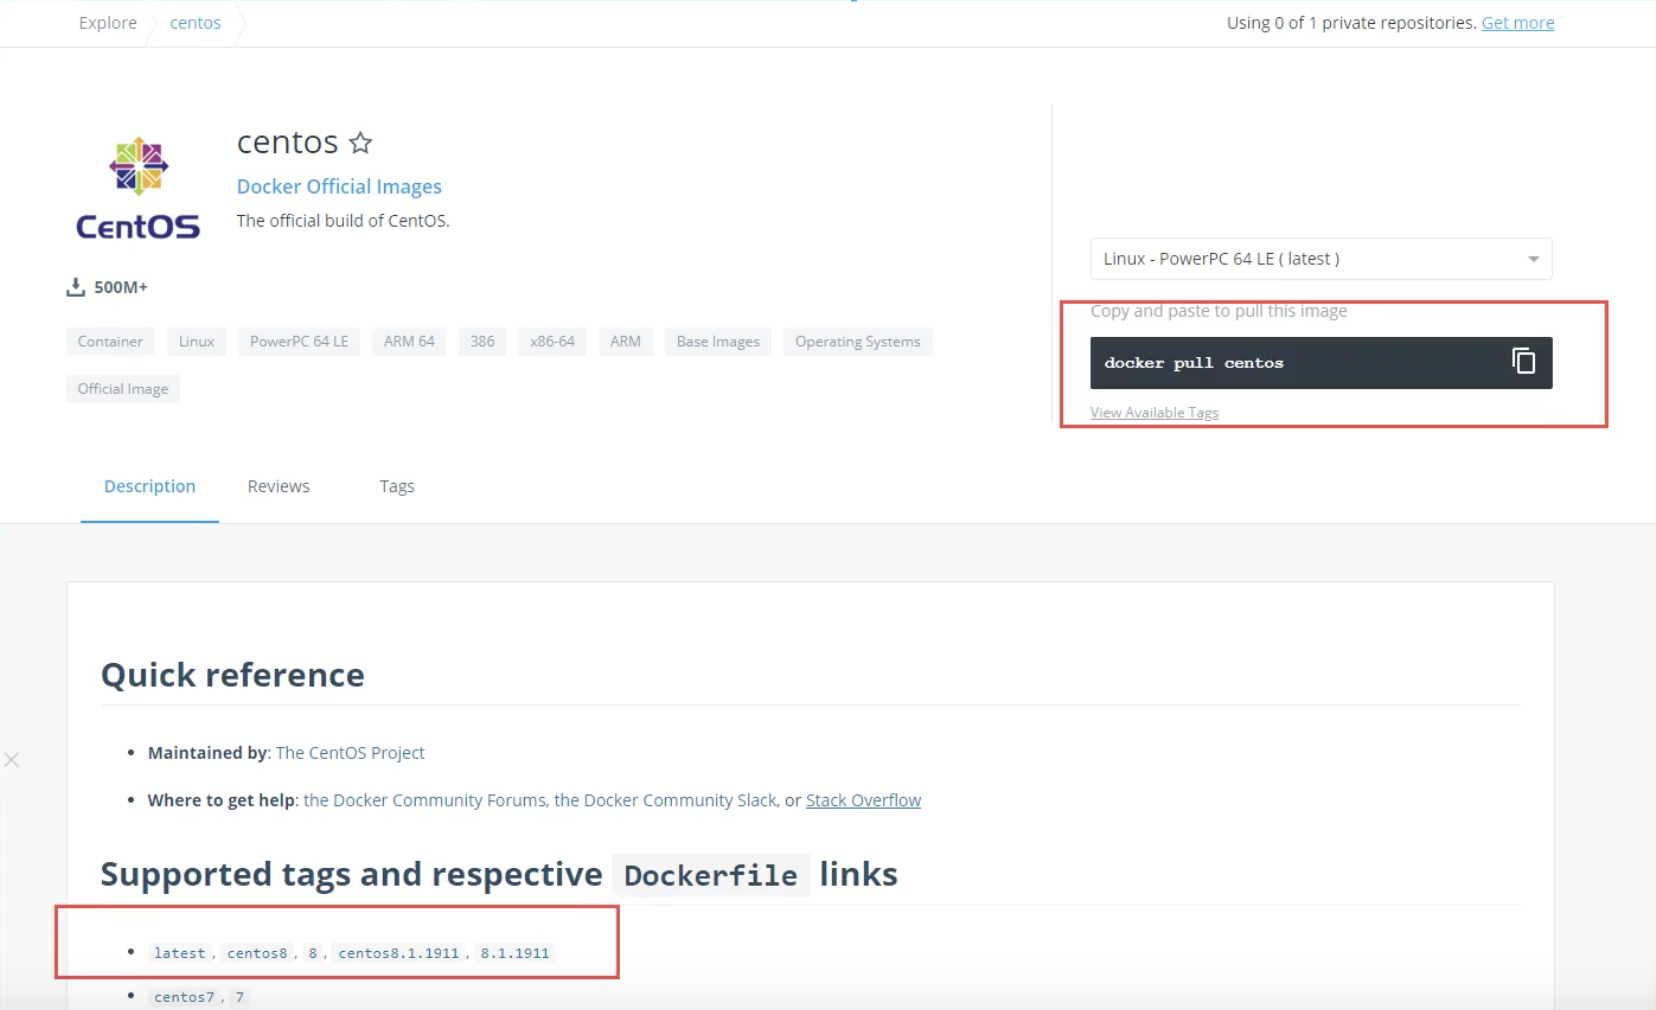 Explore centos Using 0 of 1 private repositories. Get more
centos
Docker Official Images
The official build of CentOS.
CentOS
500M+
Container Linux PowerPC 64 LE ARM 64 386 x86-64 ARM Base Images Operating Systems
Official Image
Linux - PowerPC 64 LE ( latest )
Copy and paste to pull this image
docker pull centos
View Available Tags
Description Reviews Tags
Quick reference
• Maintained by: The CentOS Project
• Where to get help: the Docker Community Forums, the Docker Community Slack, or Stack Overflow
Supported tags and respective Dockerfile links
• latest , centos8 , 8 , centos8.1.1911 , 8.1.1911
• centos7 , 7